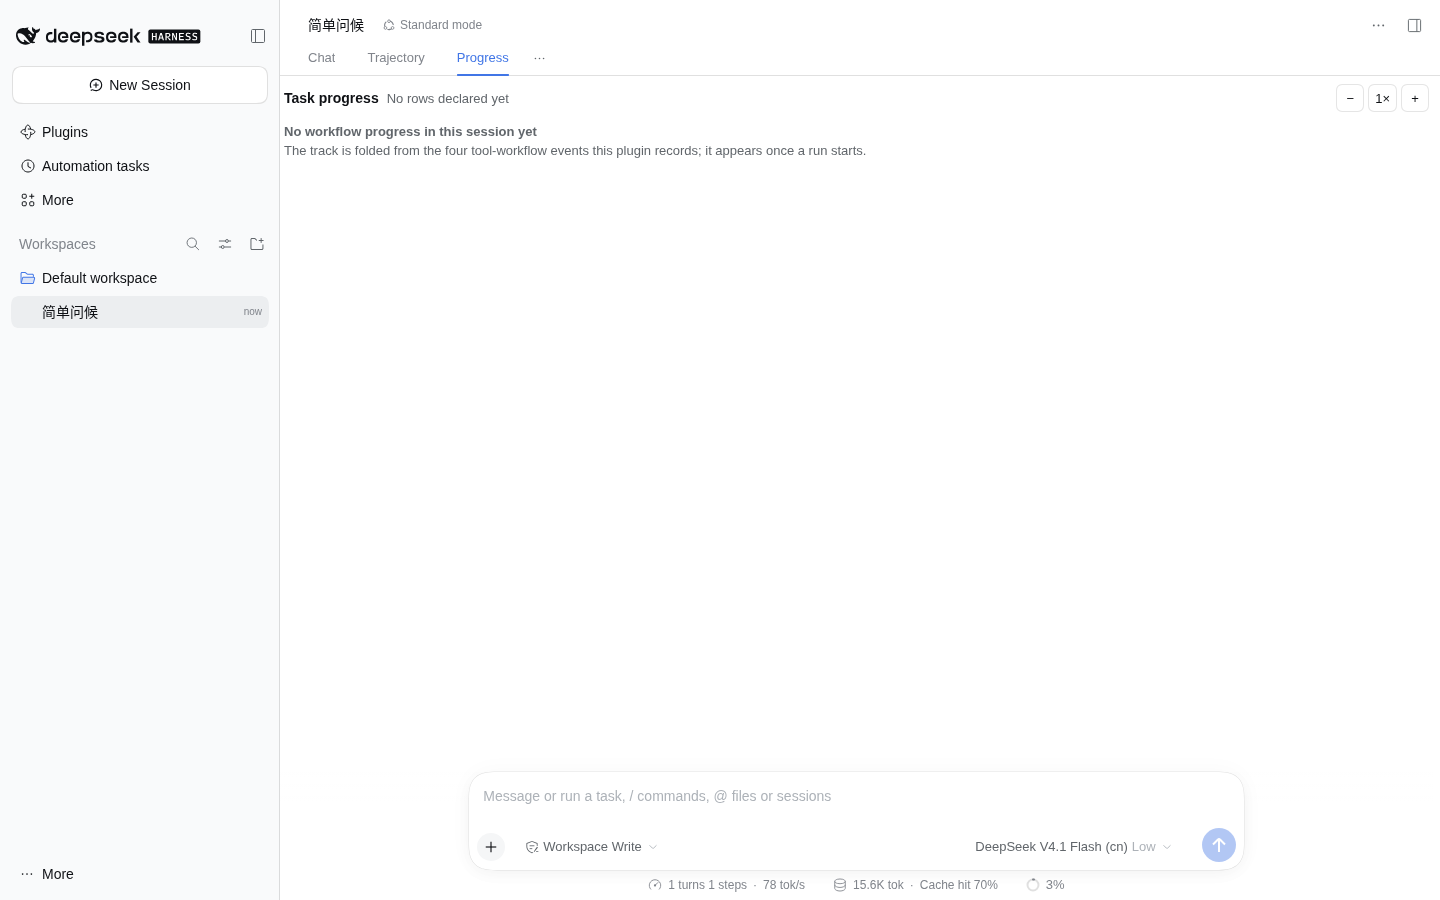 deepseek HARNESS
New Session
Plugins
Automation tasks
More
Workspaces
Default workspace
简单问候 now
More
简单问候 Standard mode
Chat Trajectory Progress ...
Task progress No rows declared yet − 1× +
No workflow progress in this session yet
The track is folded from the four tool-workflow events this plugin records; it appears once a run starts.
Message or run a task, / commands, @ files or sessions
Workspace Write DeepSeek V4.1 Flash (cn) Low
1 turns 1 steps · 78 tok/s 15.6K tok · Cache hit 70% 3%